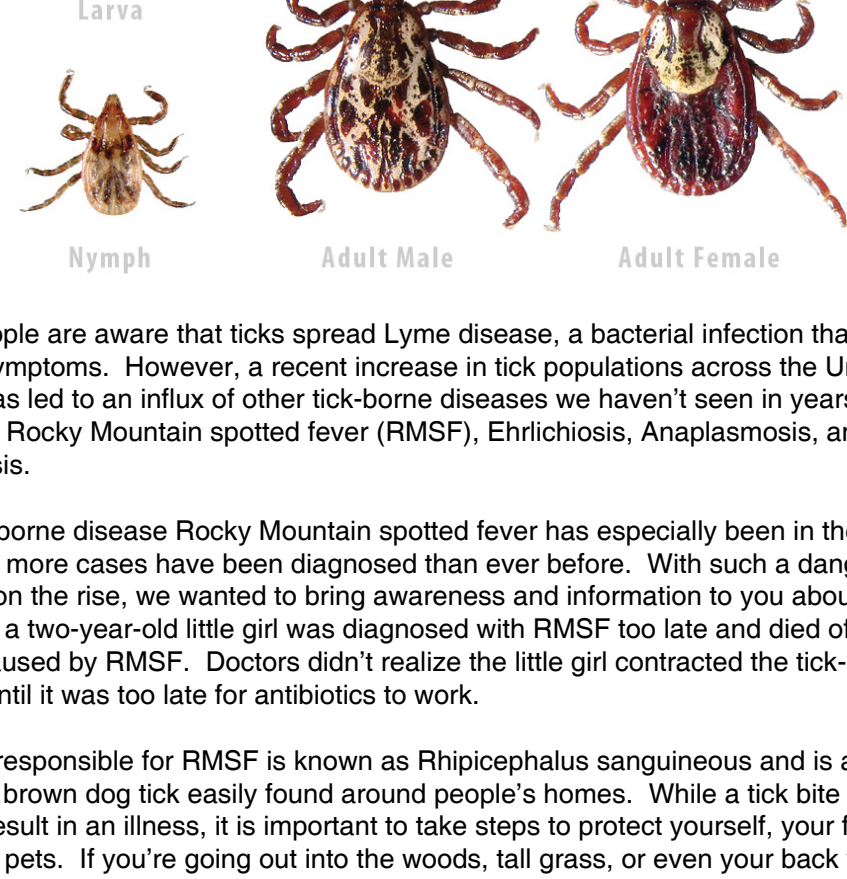 Larva
Nymph Adult Male Adult Female
ople are aware that ticks spread Lyme disease, a bacterial infection tha
ymptoms. However, a recent increase in tick populations across the Un
as led to an influx of other tick-borne diseases we haven't seen in years
Rocky Mountain spotted fever (RMSF), Ehrlichiosis, Anaplasmosis, an
sis.
borne disease Rocky Mountain spotted fever has especially been in the
more cases have been diagnosed than ever before. With such a dang
on the rise, we wanted to bring awareness and information to you abou
a two-year-old little girl was diagnosed with RMSF too late and died of
aused by RMSF. Doctors didn't realize the little girl contracted the tick-
ntil it was too late for antibiotics to work.
responsible for RMSF is known as Rhipicephalus sanguineous and is a
brown dog tick easily found around people's homes. While a tick bite
esult in an illness, it is important to take steps to protect yourself, your f
pets. If you're going out into the woods, tall grass, or even your back